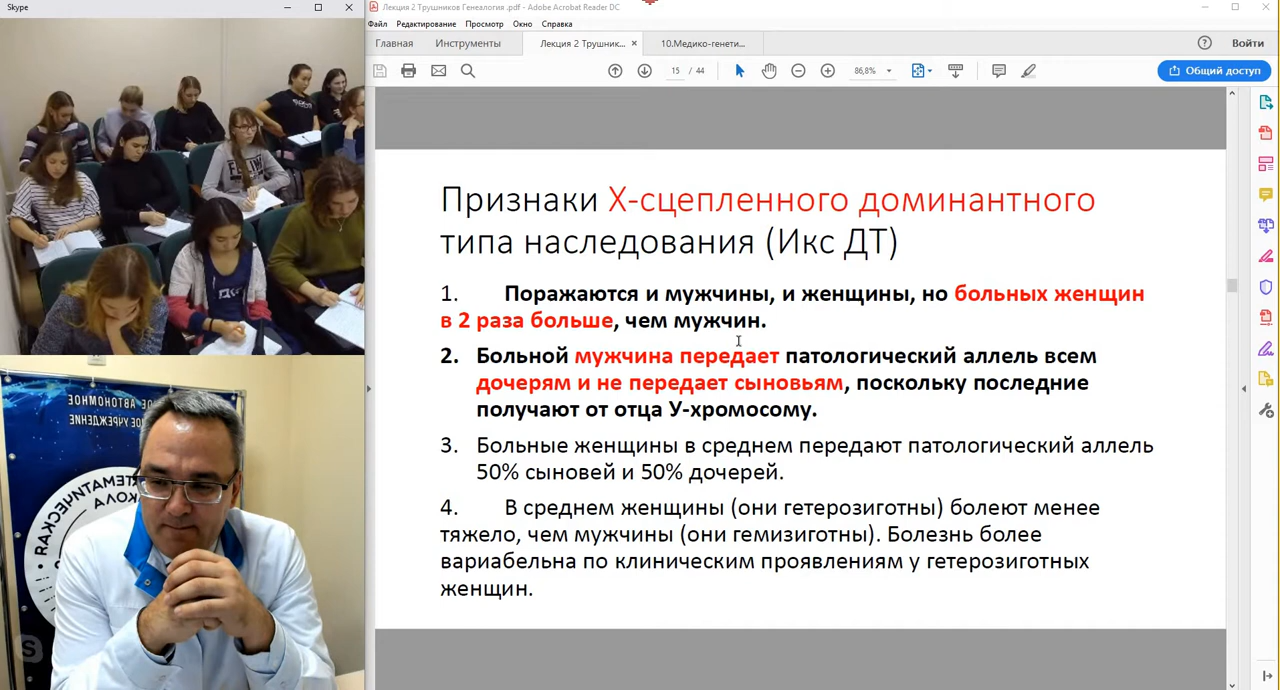 Skype
Лекция 2 Трушников Генеалогия .pdf - Adobe Acrobat Reader DC
Файл Редактирование Просмотр Окно Справка
Главная Инструменты Лекция 2 Трушник... × 10.Медико-генети... Войти
15 / 44 86,8% Общий доступ
Признаки Х-сцепленного доминантного
типа наследования (Икс ДТ)
1. Поражаются и мужчины, и женщины, но больных женщин
в 2 раза больше, чем мужчин.
2. Больной мужчина передает патологический аллель всем
дочерям и не передает сыновьям, поскольку последние
получают от отца У-хромосому.
3. Больные женщины в среднем передают патологический аллель
50% сыновей и 50% дочерей.
4. В среднем женщины (они гетерозиготны) болеют менее
тяжело, чем мужчины (они гемизиготны). Болезнь более
вариабельна по клиническим проявлениям у гетерозиготных
женщин.
АВТОНОМНОЕ
УЧРЕЖДЕНИЕ